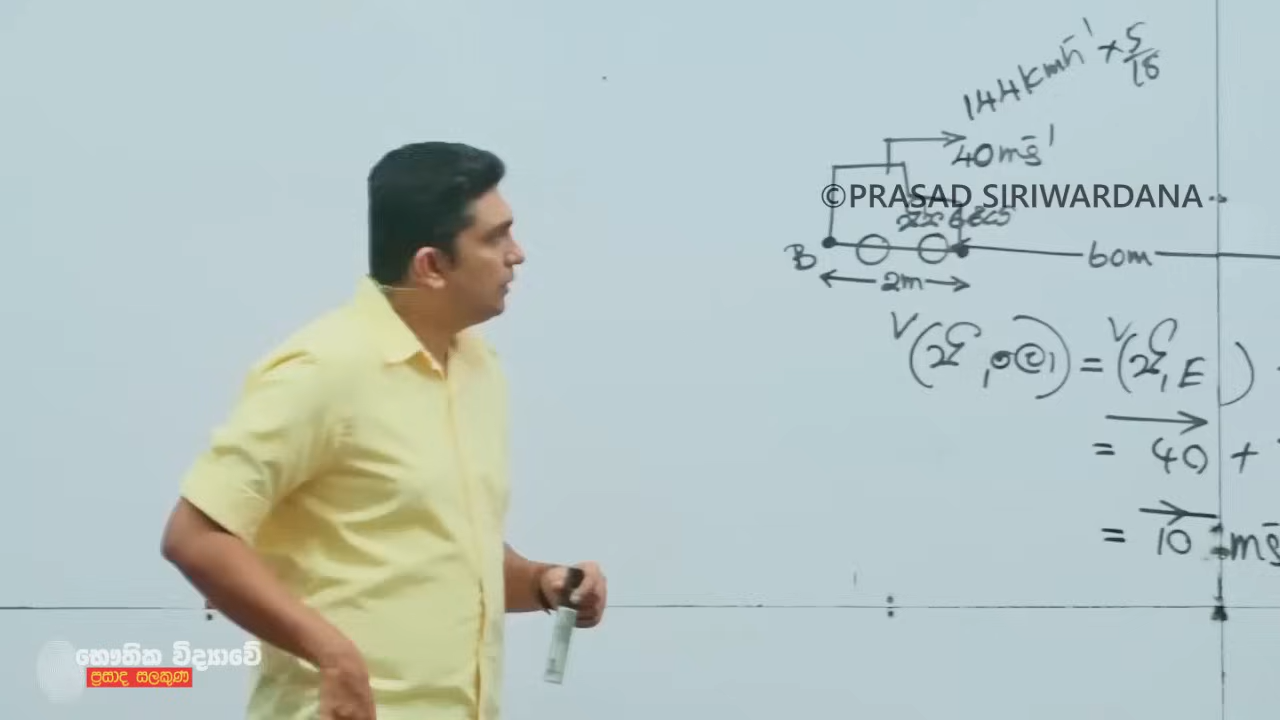 144kmh⁻¹ × 5/18
40ms⁻¹
©PRASAD SIRIWARDANA
B
60m
2m
V(කාර්,
= V(කාර්,E)
= 40 +
= 10 ms
භෞතික විද්‍යාවේ
ප්‍රසාද සලකුණ